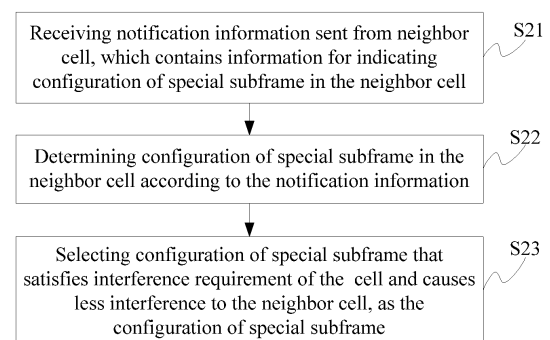 Receiving notification information sent from neighbor
cell, which contains information for indicating
configuration of special subframe in the neighbor cell
S21
Determining configuration of special subframe in the
neighbor cell according to the notification information
S22
Selecting configuration of special subframe that
satisfies interference requirement of the cell and causes
less interference to the neighbor cell, as the
configuration of special subframe
S23